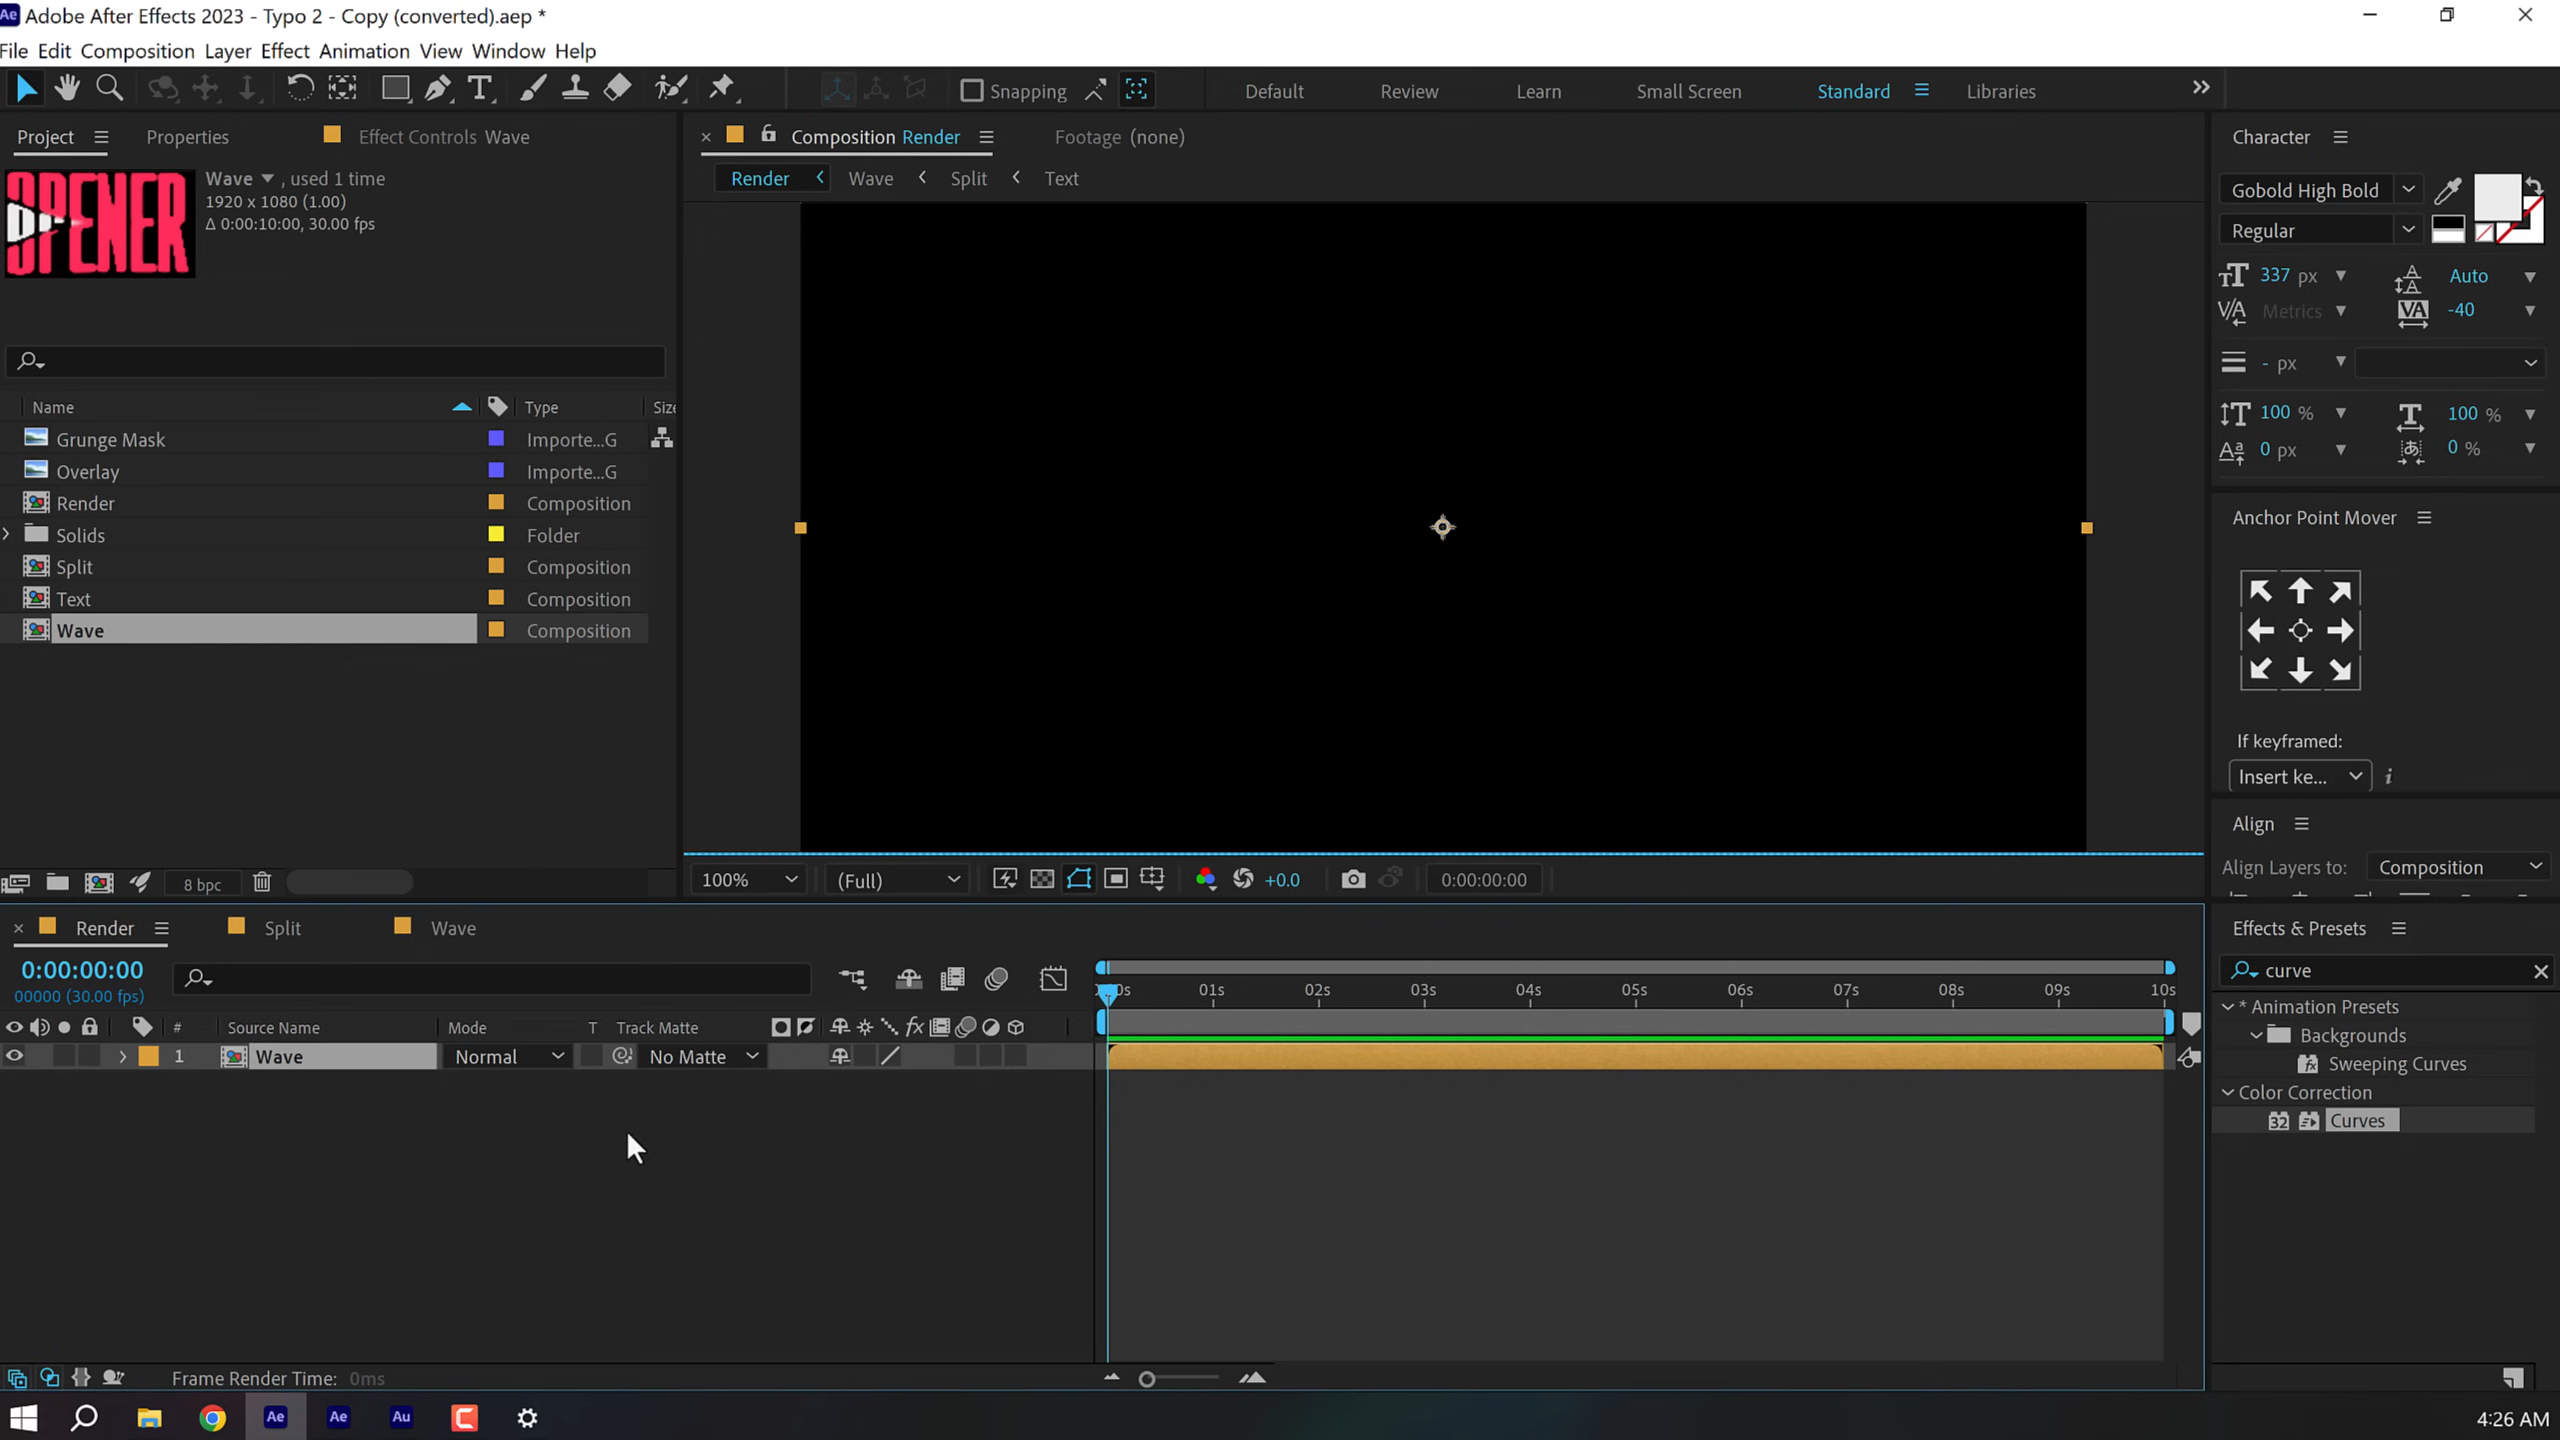 Adobe After Effects 2023 - Typo 2 - Copy (converted).aep *
File Edit Composition Layer Effect Animation View Window Help
Snapping
Default Review Learn Small Screen Standard Libraries
Project Properties Effect Controls Wave
Composition Render Footage (none)
Character
OPENER
Wave , used 1 time
1920 x 1080 (1.00)
Δ 0:00:10:00, 30.00 fps
Render Wave Split Text
Gobold High Bold
Regular
337 px Auto
Metrics -40
- px
100 % 100 %
0 px 0 %
Name Type Size
Grunge Mask Importe...G
Overlay Importe...G
Render Composition
Solids Folder
Split Composition
Text Composition
Wave Composition
8 bpc
Anchor Point Mover
If keyframed:
Insert ke...
Align
Align Layers to: Composition
100% (Full) +0.0 0:00:00:00
Render Split Wave
0:00:00:00
00000 (30.00 fps)
01s 02s 03s 04s 05s 06s 07s 08s 09s 10s
# Source Name Mode T Track Matte
1 Wave Normal No Matte
Effects & Presets
curve
* Animation Presets
Backgrounds
Sweeping Curves
Color Correction
32 Curves
Frame Render Time: 0ms
Ae Ae Au C
4:26 AM